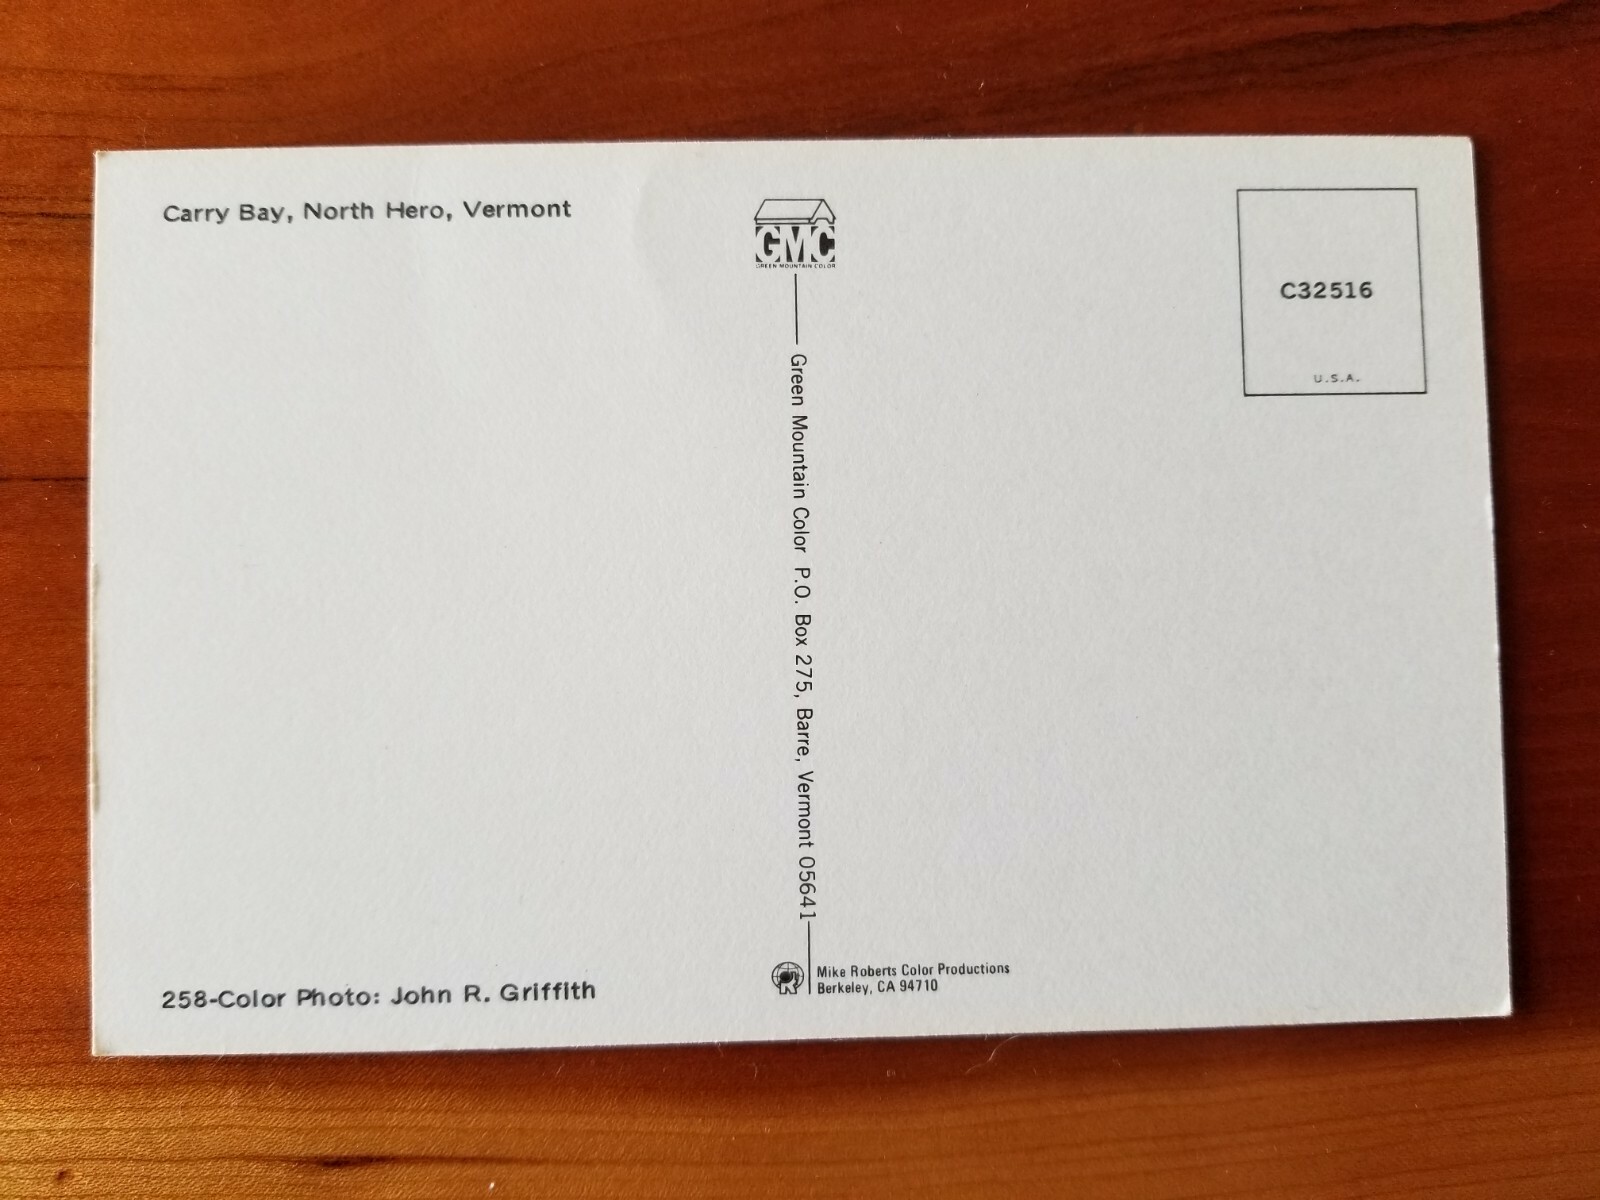 Carry Bay, North Hero, Vermont
GMC
GREEN MOUNTAIN COLOR
C32516
U.S.A.
Green Mountain Color P.O. Box 275, Barre, Vermont 05641
258-Color Photo: John R. Griffith
Mike Roberts Color Productions
Berkeley, CA 94710